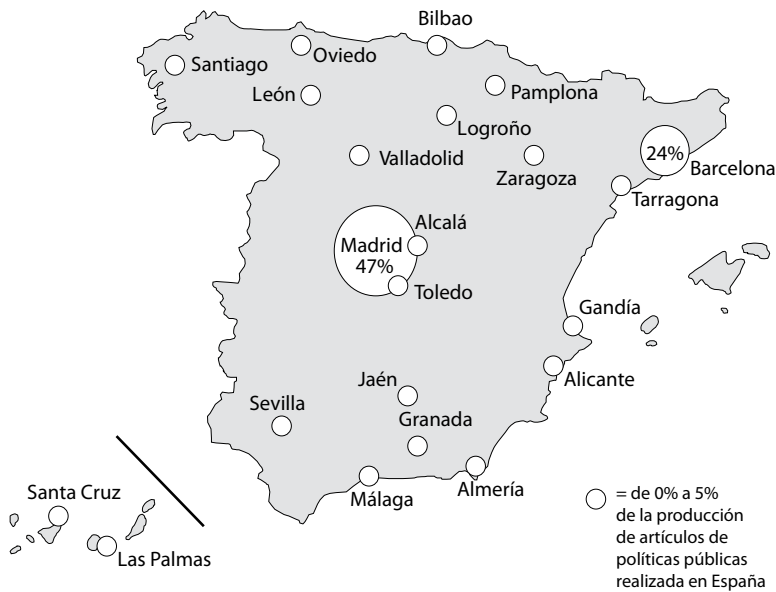 Bilbao
Oviedo
Santiago
León
Pamplona
Logroño
Valladolid
Zaragoza
24%
Barcelona
Tarragona
Alcalá
Madrid
47%
Toledo
Gandía
Alicante
Jaén
Sevilla
Granada
Málaga
Almería
Santa Cruz
Las Palmas
= de 0% a 5%
de la producción
de artículos de
políticas públicas
realizada en España